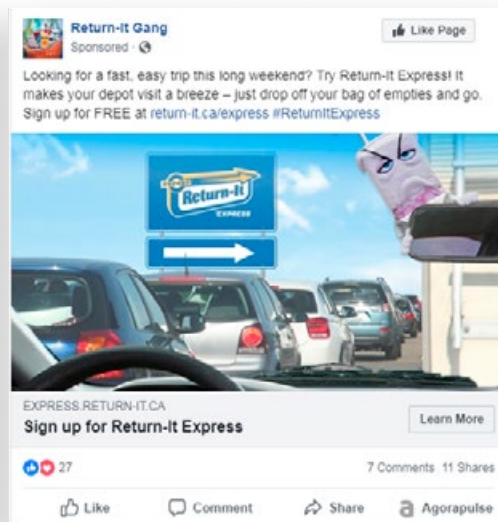 Return-It Gang
Like Page
Sponsored ·
Looking for a fast, easy trip this long weekend? Try Return-It Express! It
makes your depot visit a breeze – just drop off your bag of empties and go.
Sign up for FREE at return-it.ca/express #ReturnItExpress
Return-It
EXPRESS
EXPRESS.RETURN-IT.CA
Sign up for Return-It Express
Learn More
27
7 Comments 11 Shares
Like Comment Share Agorapulse